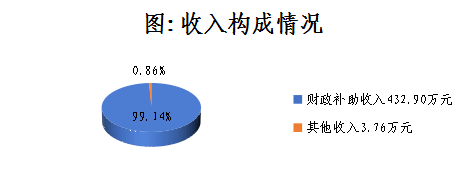 图:收入构成情况
0.86%
99.14%
财政补助收入432.90万元
其他收入3.76万元